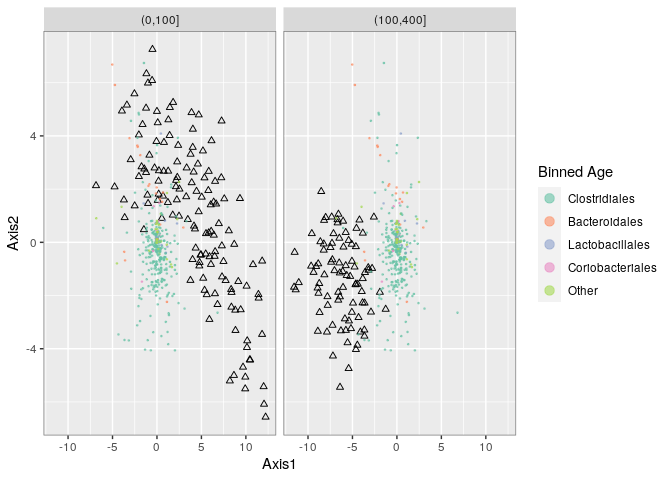 (0,100]
(100,400]
4
0
-4
Axis2
-10
-5
0
5
10
-10
-5
0
5
10
Axis1
Binned Age
Clostridiales
Bacteroidales
Lactobacillales
Coriobacteriales
Other